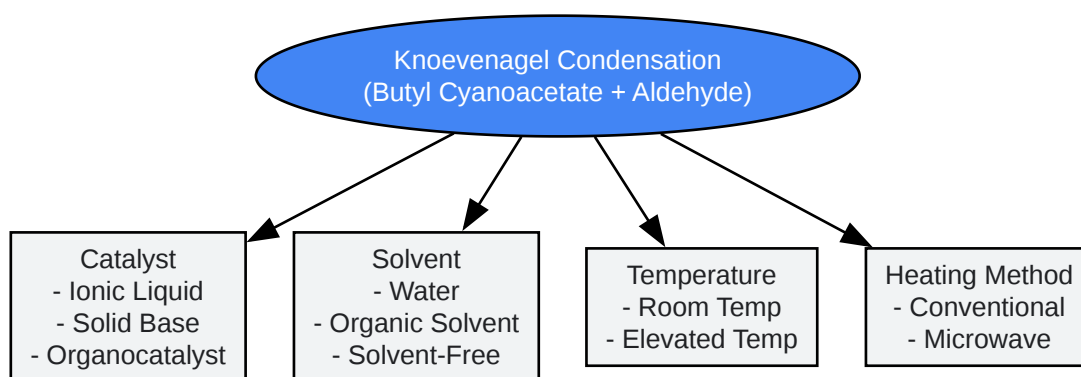 Knoevenagel Condensation
(Butyl Cyanoacetate + Aldehyde)
Catalyst
- Ionic Liquid
- Solid Base
- Organocatalyst
Solvent
- Water
- Organic Solvent
- Solvent-Free
Temperature
- Room Temp
- Elevated Temp
Heating Method
- Conventional
- Microwave